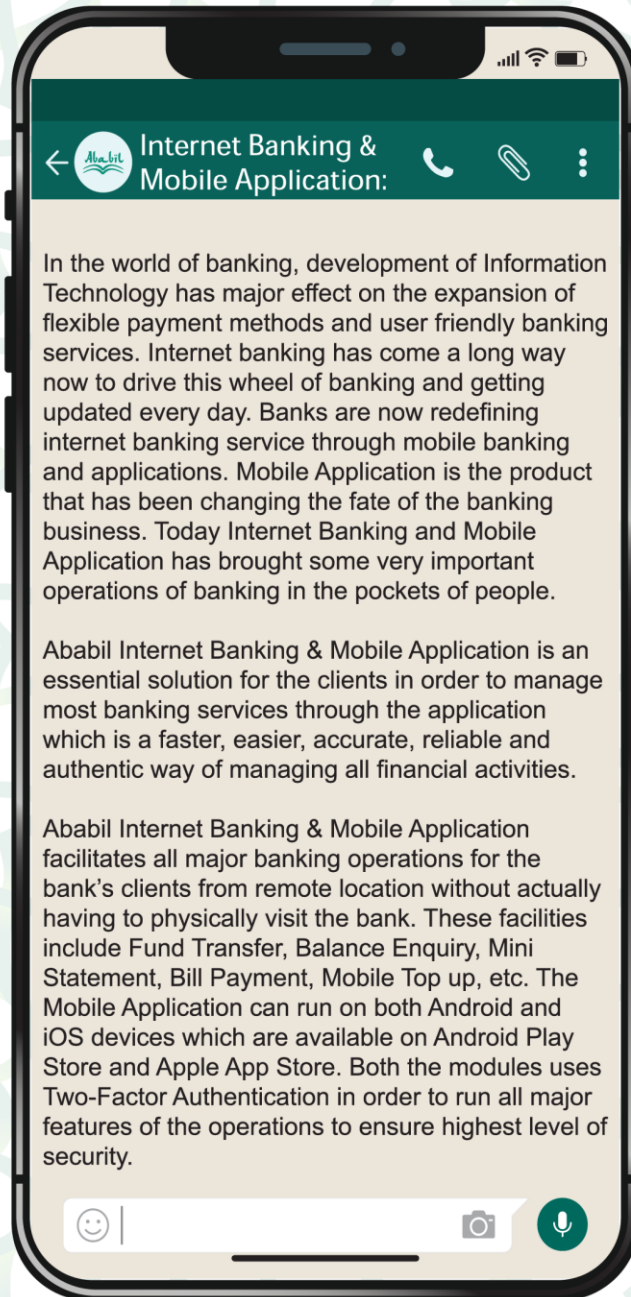 Ababil
Internet Banking &
Mobile Application:
In the world of banking, development of Information
Technology has major effect on the expansion of
flexible payment methods and user friendly banking
services. Internet banking has come a long way
now to drive this wheel of banking and getting
updated every day. Banks are now redefining
internet banking service through mobile banking
and applications. Mobile Application is the product
that has been changing the fate of the banking
business. Today Internet Banking and Mobile
Application has brought some very important
operations of banking in the pockets of people.
Ababil Internet Banking & Mobile Application is an
essential solution for the clients in order to manage
most banking services through the application
which is a faster, easier, accurate, reliable and
authentic way of managing all financial activities.
Ababil Internet Banking & Mobile Application
facilitates all major banking operations for the
bank’s clients from remote location without actually
having to physically visit the bank. These facilities
include Fund Transfer, Balance Enquiry, Mini
Statement, Bill Payment, Mobile Top up, etc. The
Mobile Application can run on both Android and
iOS devices which are available on Android Play
Store and Apple App Store. Both the modules uses
Two-Factor Authentication in order to run all major
features of the operations to ensure highest level of
security.